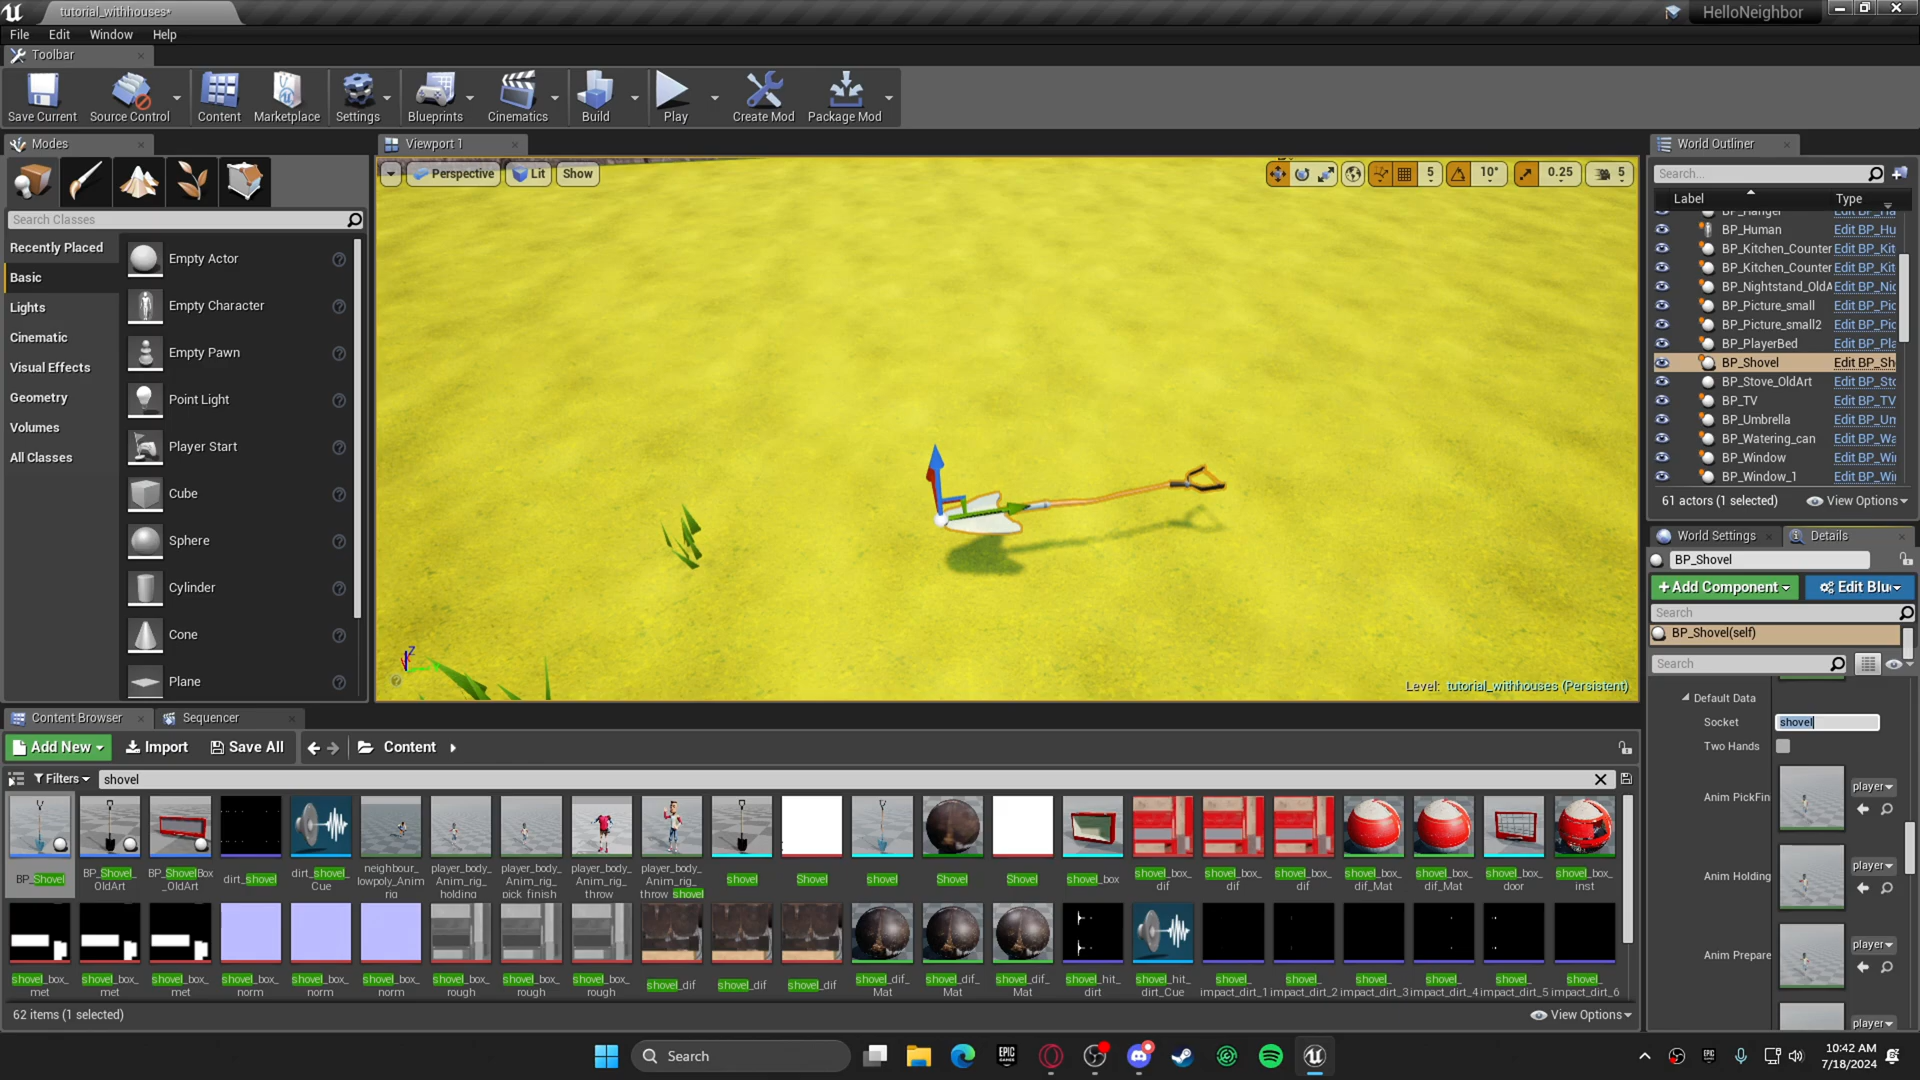 tutorial_withhouses*
HelloNeighbor
File
Edit
Window
Help
Toolbar
Save Current
Source Control
Content
Marketplace
Settings
Blueprints
Cinematics
Build
Play
Create Mod
Package Mod
Modes
Search Classes
Recently Placed
Basic
Lights
Cinematic
Visual Effects
Geometry
Volumes
All Classes
Empty Actor
Empty Character
Empty Pawn
Point Light
Player Start
Cube
Sphere
Cylinder
Cone
Plane
Viewport 1
Perspective
Lit
Show
5
10°
0.25
5
Level: tutorial_withhouses (Persistent)
World Outliner
Search...
Label
Type
BP_Hanger Edit BP_Ha
BP_Human Edit BP_Hu
BP_Kitchen_Counter Edit BP_Kit
BP_Kitchen_Counter Edit BP_Kit
BP_Nightstand_OldA Edit BP_Nic
BP_Picture_small Edit BP_Pic
BP_Picture_small2 Edit BP_Pic
BP_PlayerBed Edit BP_Pla
BP_Shovel Edit BP_Sh
BP_Stove_OldArt Edit BP_Sto
BP_TV Edit BP_TV
BP_Umbrella Edit BP_Un
BP_Watering_can Edit BP_Wa
BP_Window Edit BP_Wi
BP_Window_1 Edit BP_Wi
61 actors (1 selected)
View Options
World Settings
Details
BP_Shovel
+Add Component
Edit Blu
Search
BP_Shovel(self)
Search
Default Data
Socket
shovel
Two Hands
Anim PickFin
player
Anim Holding
player
Anim Prepare
player
player
Content Browser
Sequencer
Add New
Import
Save All
Content
Filters
shovel
BP_Shovel
BP_Shovel_OldArt
BP_ShovelBox_OldArt
dirt_shovel
dirt_shovel_Cue
neighbour_lowpoly_Anim_rig
player_body_Anim_rig_holding
player_body_Anim_rig_pick_finish
player_body_Anim_rig_throw
player_body_Anim_rig_throw_shovel
shovel
Shovel
shovel
Shovel
Shovel
shovel_box
shovel_box_dif
shovel_box_dif
shovel_box_dif
shovel_box_dif_Mat
shovel_box_dif_Mat
shovel_box_door
shovel_box_inst
shovel_box_met
shovel_box_met
shovel_box_met
shovel_box_norm
shovel_box_norm
shovel_box_norm
shovel_box_rough
shovel_box_rough
shovel_box_rough
shovel_dif
shovel_dif
shovel_dif
shovel_dif_Mat
shovel_dif_Mat
shovel_dif_Mat
shovel_hit_dirt
shovel_hit_dirt_Cue
shovel_impact_dirt_1
shovel_impact_dirt_2
shovel_impact_dirt_3
shovel_impact_dirt_4
shovel_impact_dirt_5
shovel_impact_dirt_6
62 items (1 selected)
View Options
Search
10:42 AM
7/18/2024